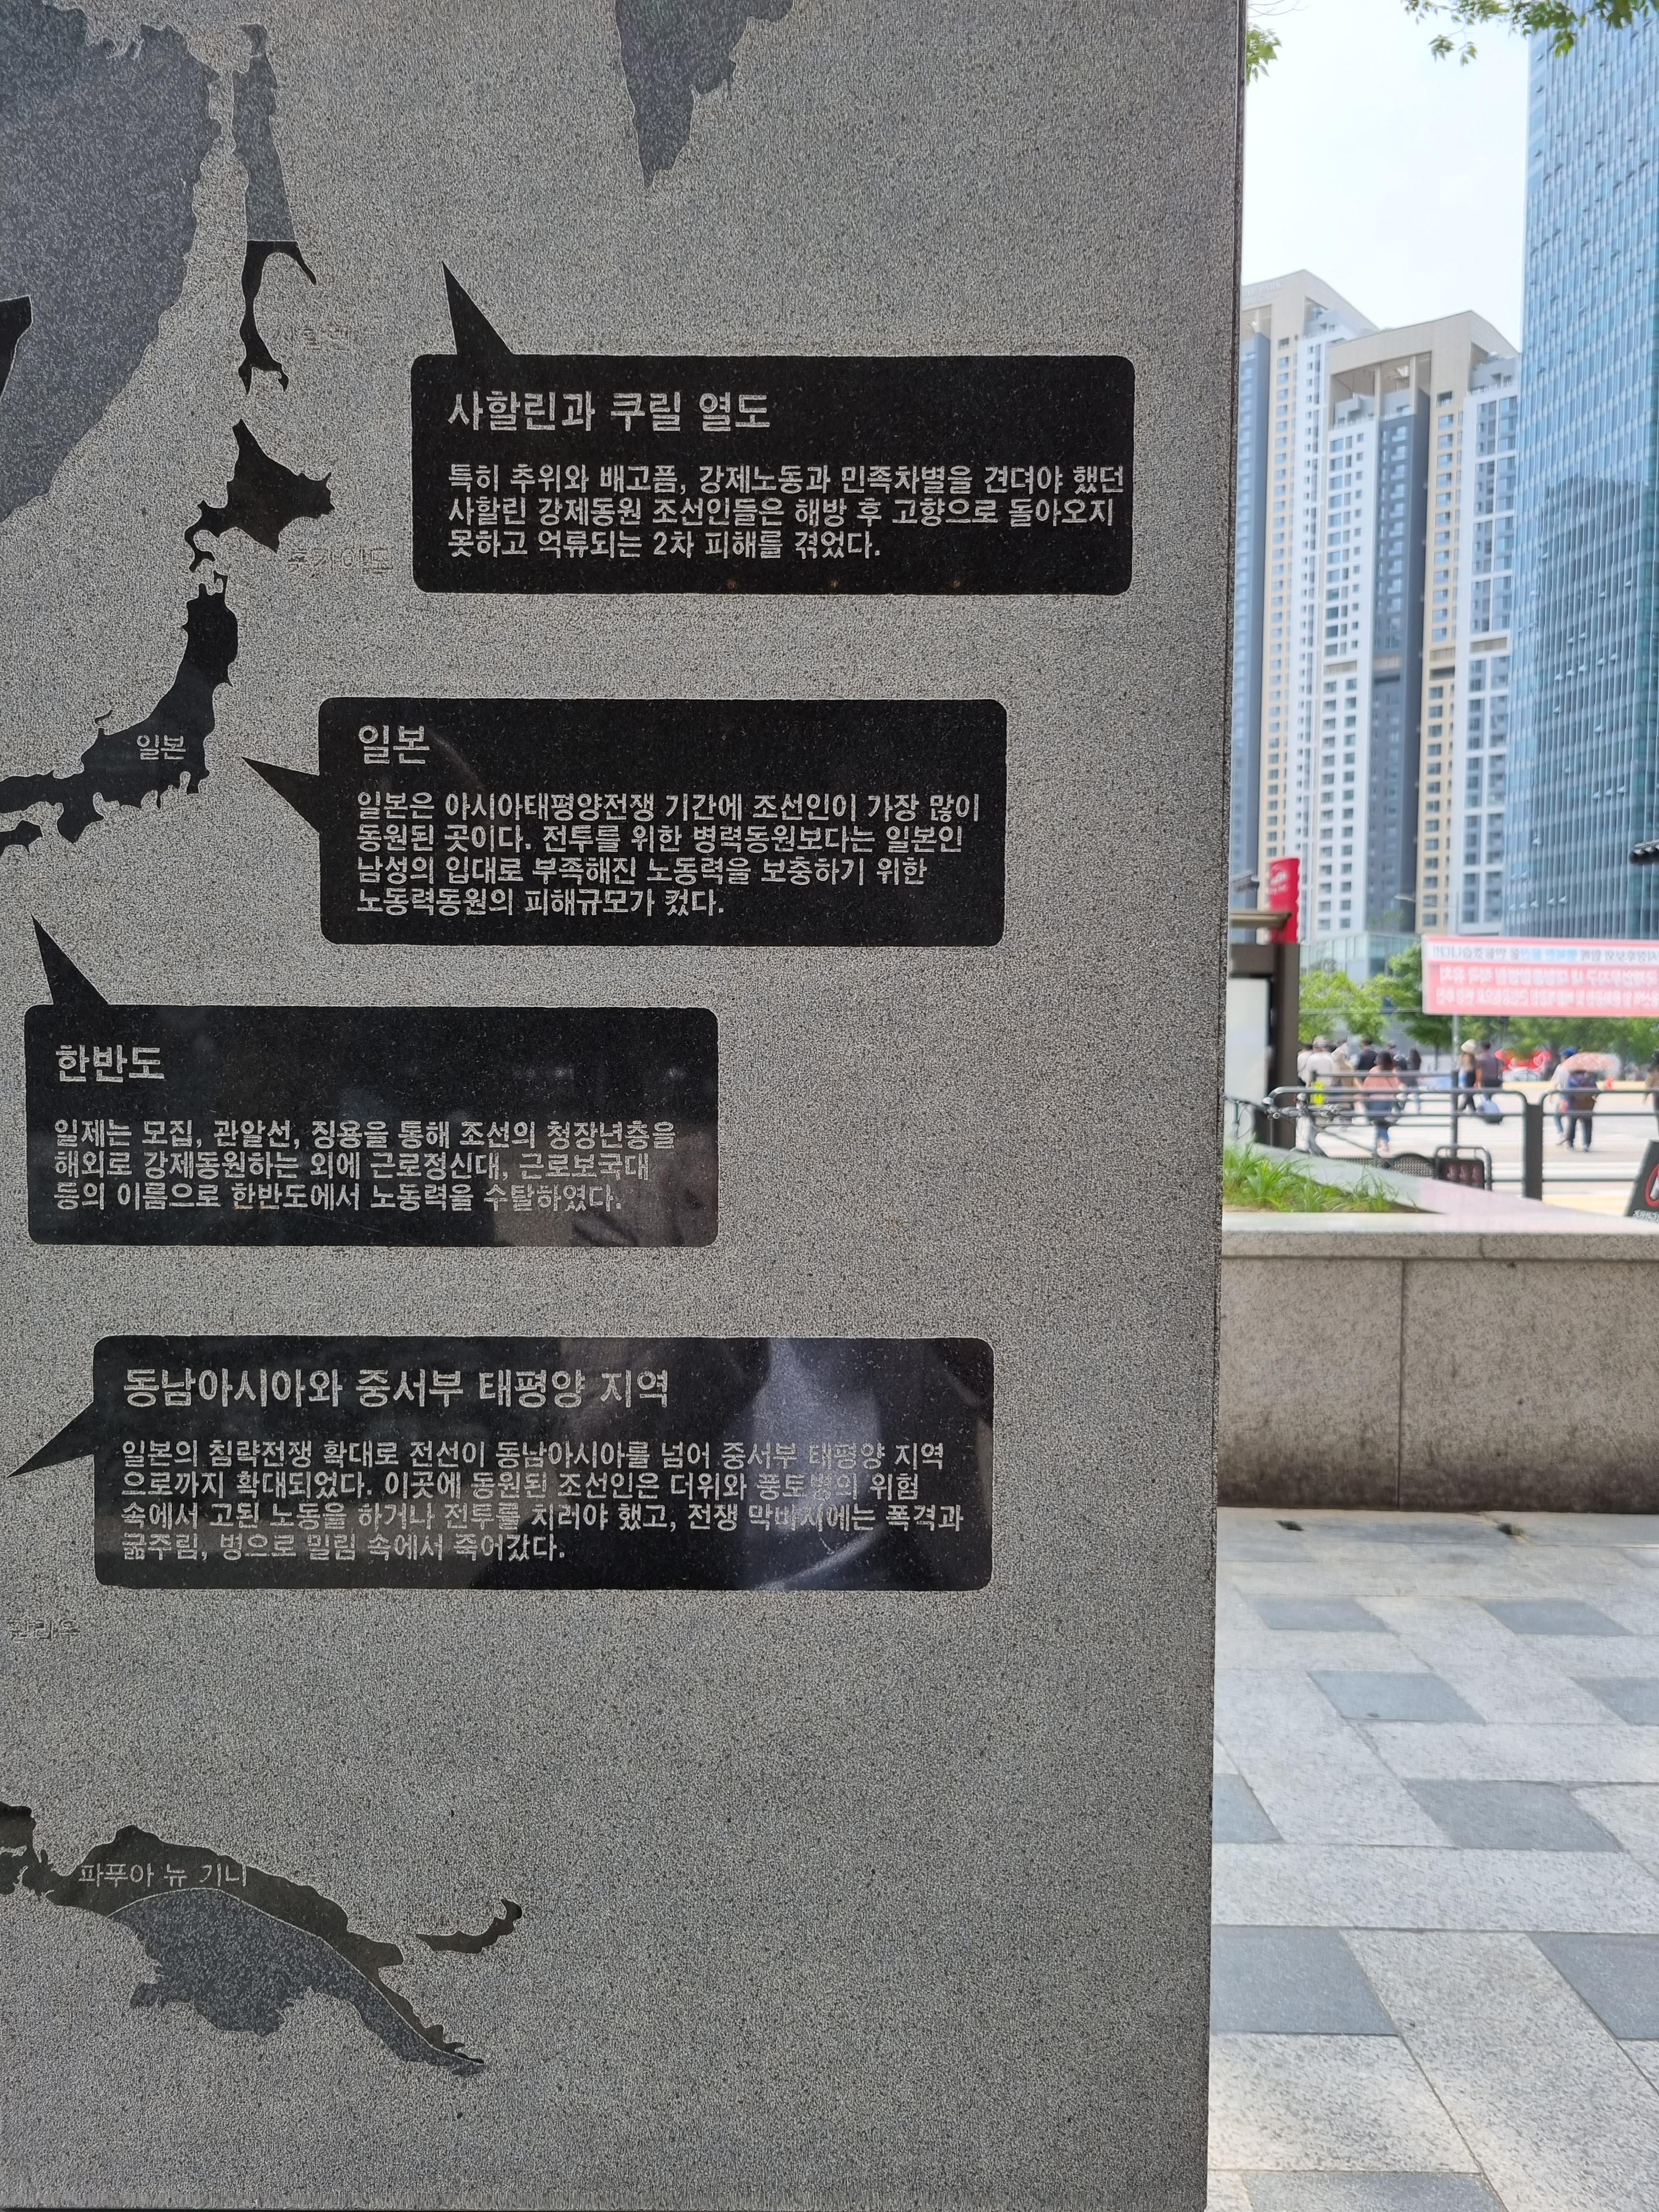 사할린
사할린과 쿠릴 열도
특히 추위와 배고픔, 강제노동과 민족차별을 견뎌야 했던
사할린 강제동원 조선인들은 해방 후 고향으로 돌아오지
못하고 억류되는 2차 피해를 겪었다.
홋카이도
일본
일본
일본은 아시아태평양전쟁 기간에 조선인이 가장 많이
동원된 곳이다. 전투를 위한 병력동원보다는 일본인
남성의 입대로 부족해진 노동력을 보충하기 위한
노동력동원의 피해규모가 컸다.
한반도
일제는 모집, 관알선, 징용을 통해 조선의 청장년층을
해외로 강제동원하는 외에 근로정신대, 근로보국대
등의 이름으로 한반도에서 노동력을 수탈하였다.
동남아시아와 중서부 태평양 지역
일본의 침략전쟁 확대로 전선이 동남아시아를 넘어 중서부 태평양 지역
으로까지 확대되었다. 이곳에 동원된 조선인은 더위와 풍토병의 위험
속에서 고된 노동을 하거나 전투를 치러야 했고, 전쟁 막바지에는 폭격과
굶주림, 병으로 밀림 속에서 죽어갔다.
팔라우
파푸아 뉴 기니